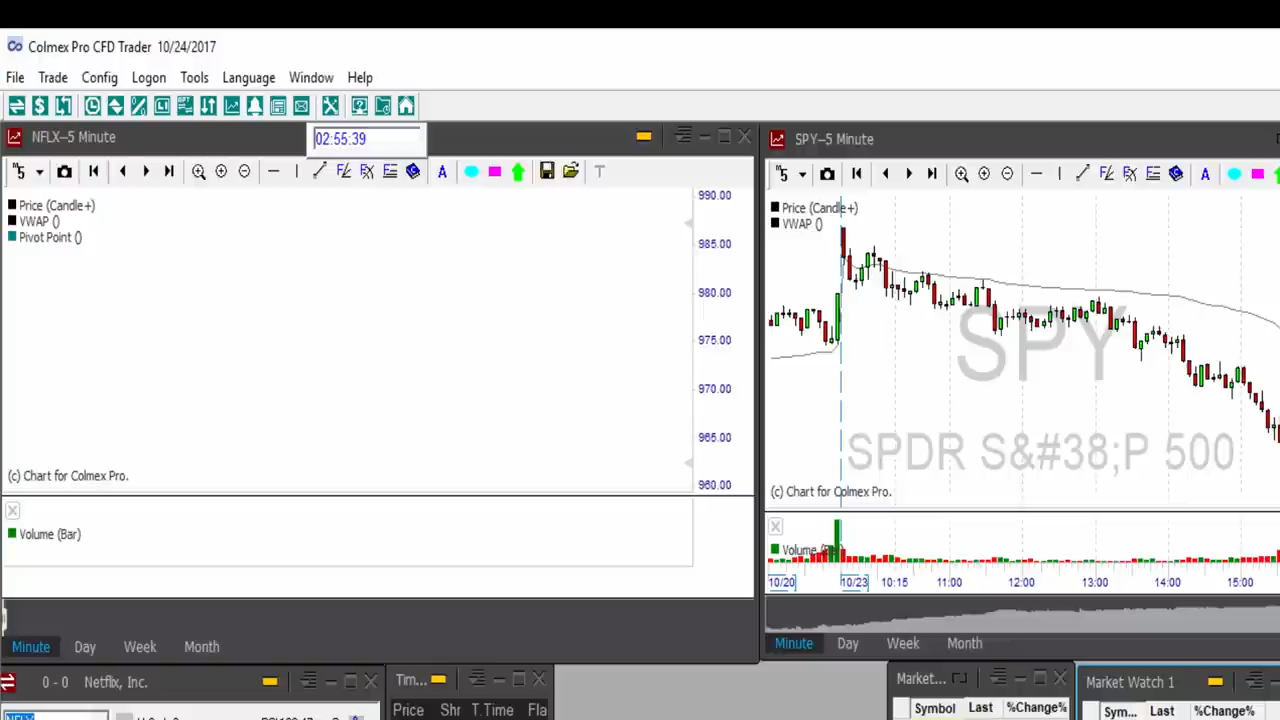 Colmex Pro CFD Trader 10/24/2017
File Trade Config Logon Tools Language Window Help
NFLX--5 Minute
02:55:39
SPY--5 Minute
5
A
T
5
A
Price (Candle+)
VWAP ()
Pivot Point ()
990.00
985.00
980.00
975.00
970.00
965.00
960.00
(c) Chart for Colmex Pro.
Volume (Bar)
Price (Candle+)
VWAP ()
SPY
SPDR S&#38;P 500
(c) Chart for Colmex Pro.
10/20 10/23 10:15 11:00 12:00 13:00 14:00 15:00
Minute Day Week Month
Minute Day Week Month
0 - 0 Netflix, Inc.
Tim...
Market...
Market Watch 1
NFLX
Price Shr T.Time Fla
Symbol Last %Change%
Sym... Last %Change%